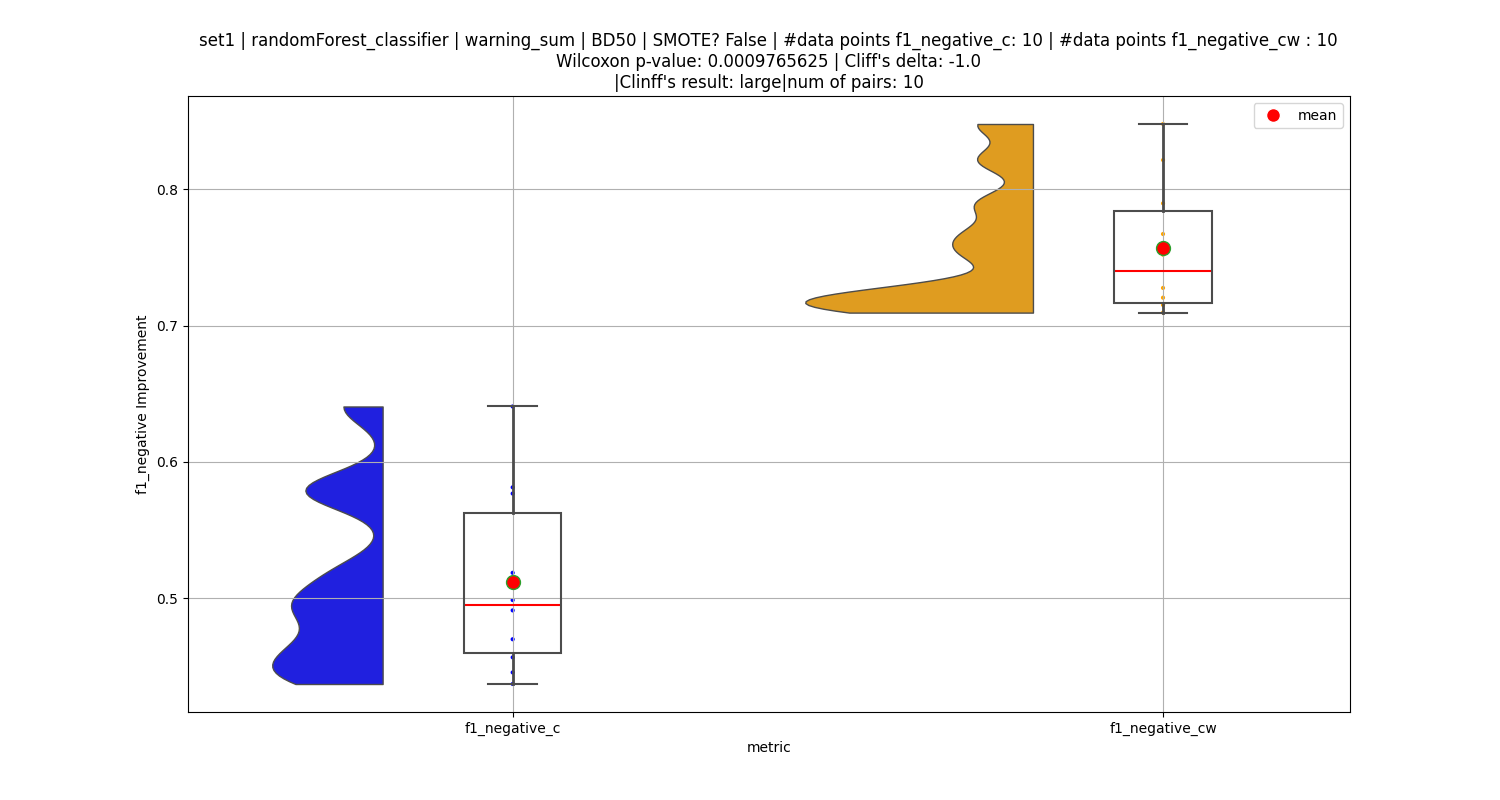 set1 | randomForest_classifier | warning_sum | BD50 | SMOTE? False | #data points f1_negative_c: 10 | #data points f1_negative_cw : 10
Wilcoxon p-value: 0.0009765625 | Cliff's delta: -1.0
|Clinff's result: large|num of pairs: 10
mean
f1_negative Improvement
0.8
0.7
0.6
0.5
f1_negative_c
f1_negative_cw
metric